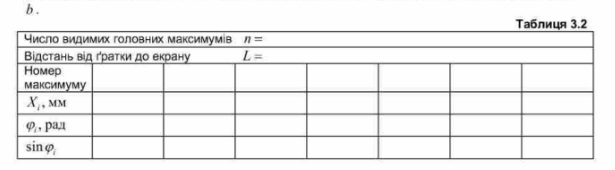 b .
Таблиця 3.2
Число видимих головних максимумів n =
Відстань від ґратки до екрану L =
Номер
максимуму
X_i, мм
φ_i, рад
sin φ_i